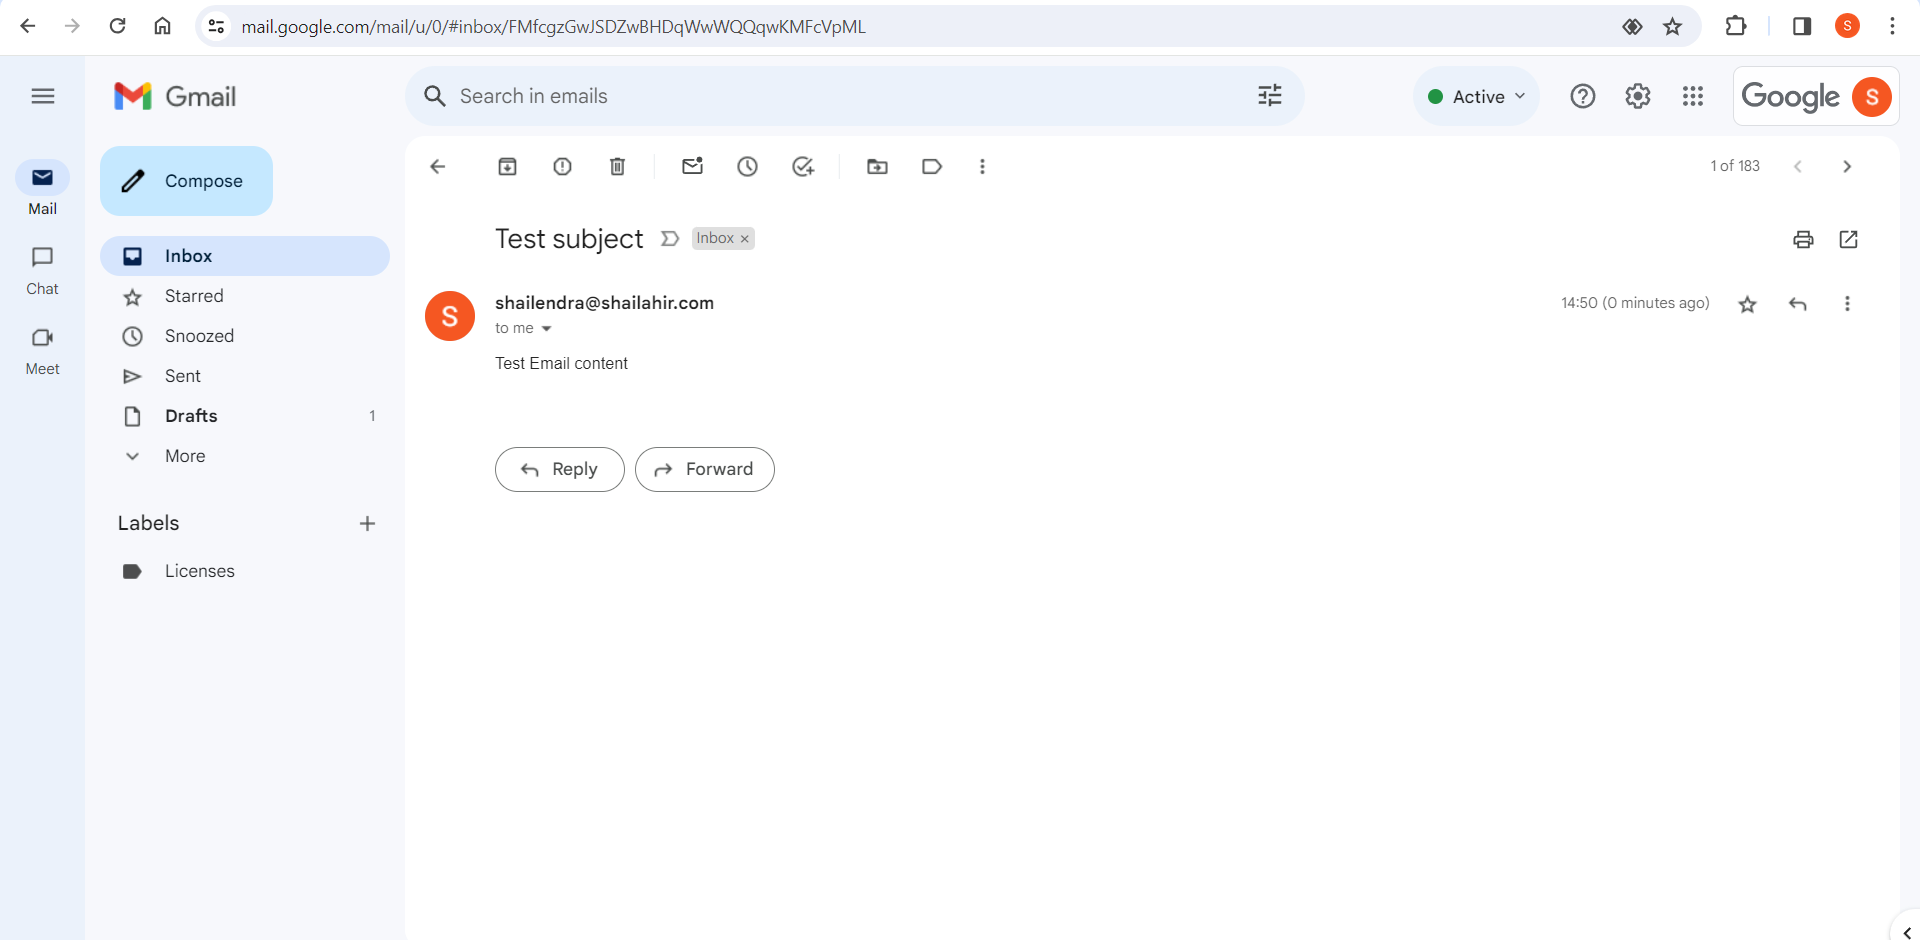 mail.google.com/mail/u/0/#inbox/FMfcgzGwJSDZwBHDqWwWQQqwKMFcVpML
S
Gmail
Search in emails
Active
Google
S
Mail
Chat
Meet
Compose
Inbox
Starred
Snoozed
Sent
Drafts 1
More
Labels
Licenses
1 of 183
Test subject
Inbox ×
S
shailendra@shailahir.com
14:50 (0 minutes ago)
to me
Test Email content
Reply
Forward